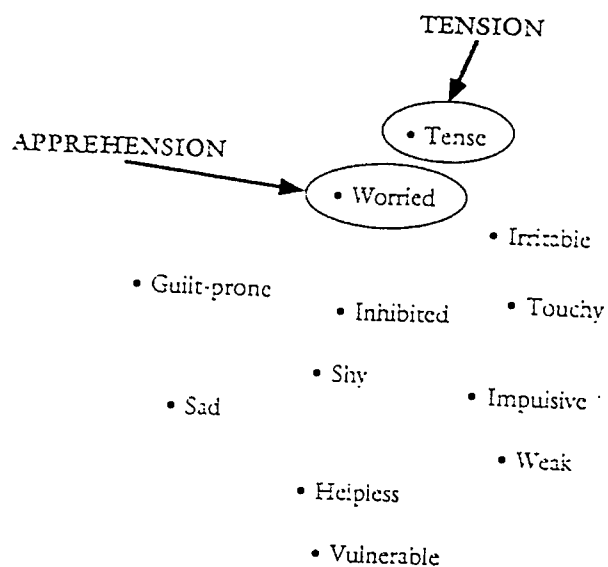 TENSION
• Tense
APPREHENSION
• Worried
• Irritable
• Guilt-prone
• Inhibited
• Touchy
• Shy
• Sad
• Impulsive
• Weak
• Helpless
• Vulnerable